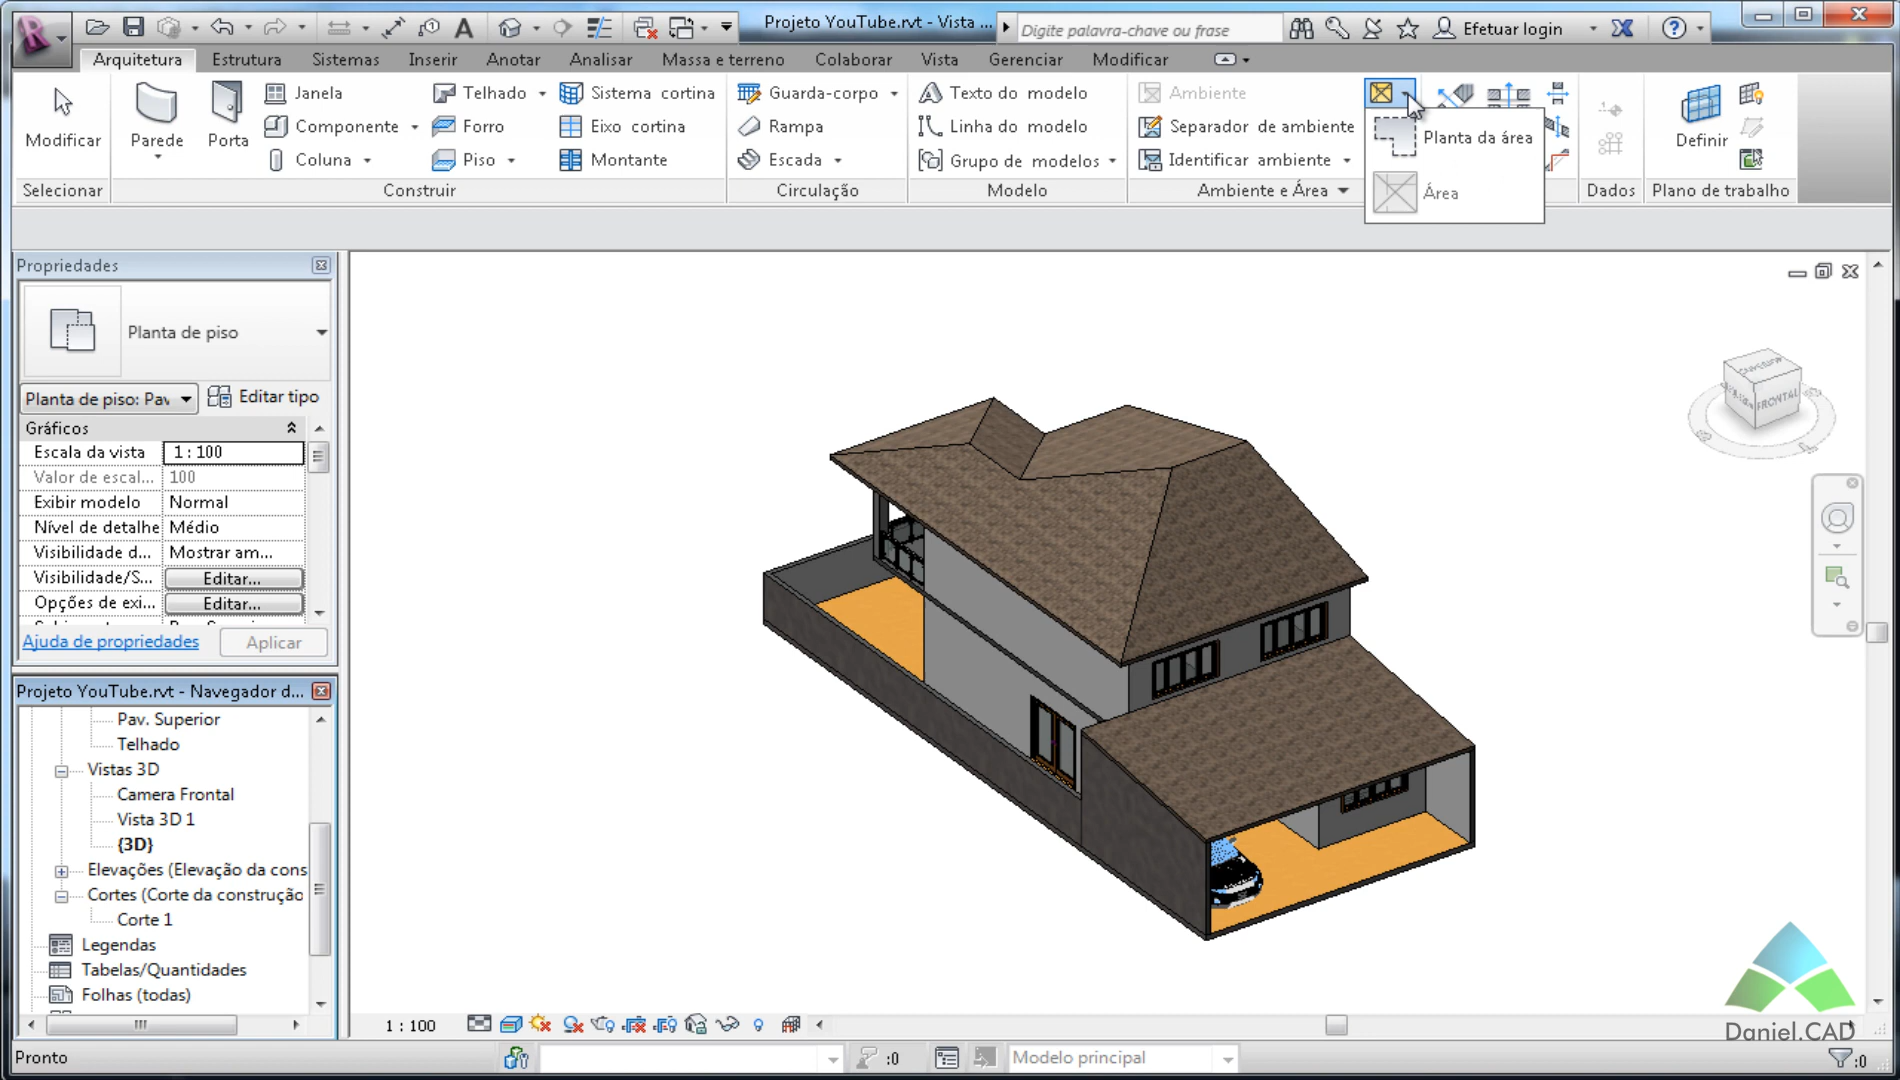 Projeto YouTube.rvt - Vista ...
Digite palavra-chave ou frase
Efetuar login
Arquitetura
Estrutura
Sistemas
Inserir
Anotar
Analisar
Massa e terreno
Colaborar
Vista
Gerenciar
Modificar
Modificar
Parede
Porta
Janela
Componente
Coluna
Telhado
Forro
Piso
Sistema cortina
Eixo cortina
Montante
Guarda-corpo
Rampa
Escada
Texto do modelo
Linha do modelo
Grupo de modelos
Ambiente
Separador de ambiente
Identificar ambiente
Planta da área
Área
Definir
Selecionar
Construir
Circulação
Modelo
Ambiente e Área
Dados
Plano de trabalho
Propriedades
Planta de piso
Planta de piso: Pav
Editar tipo
Gráficos
Escala da vista 1 : 100
Valor de escal... 100
Exibir modelo Normal
Nível de detalhe Médio
Visibilidade d... Mostrar am...
Visibilidade/S... Editar...
Opções de exi... Editar...
Ajuda de propriedades
Aplicar
Projeto YouTube.rvt - Navegador d...
Pav. Superior
Telhado
Vistas 3D
Camera Frontal
Vista 3D 1
{3D}
Elevações (Elevação da cons
Cortes (Corte da construção
Corte 1
Legendas
Tabelas/Quantidades
Folhas (todas)
FRONTAL
1 : 100
Daniel.CAD
Pronto
:0
Modelo principal
:0